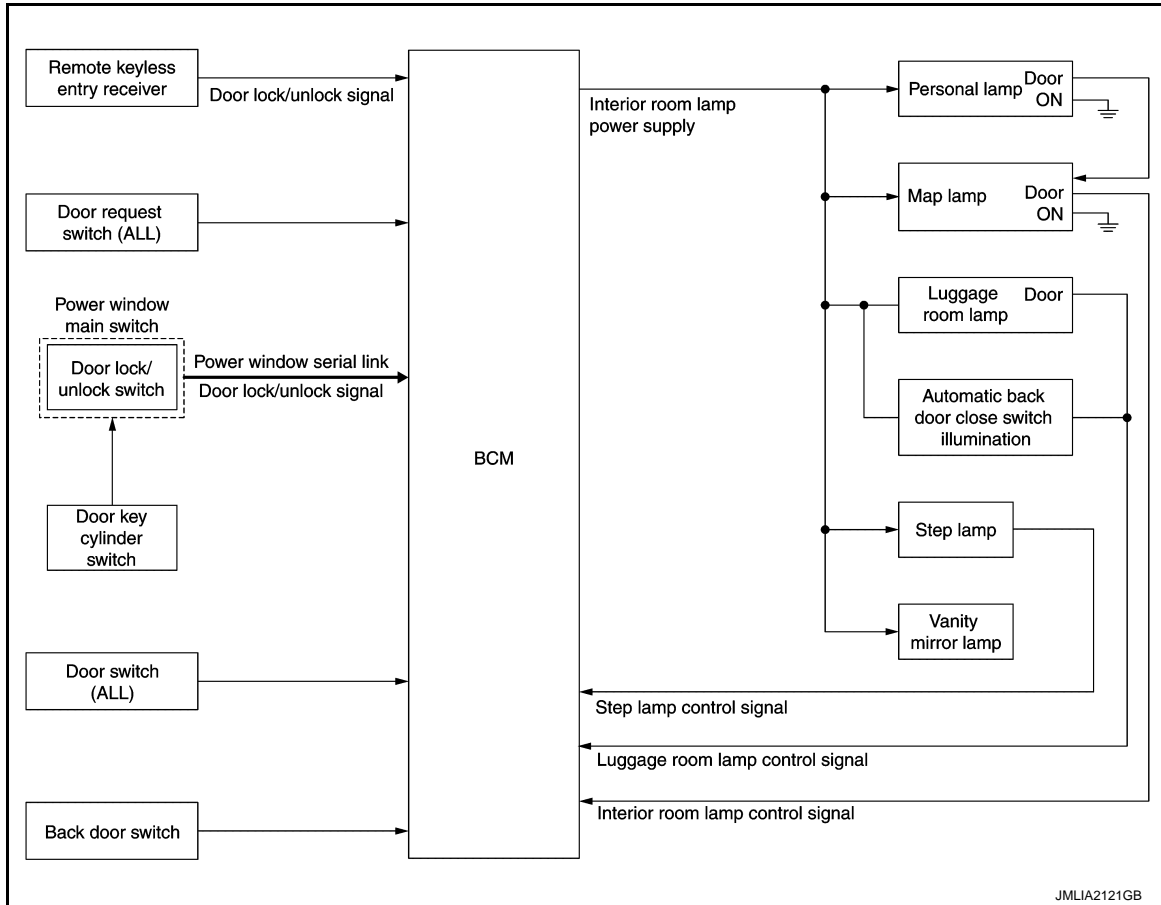 Remote keyless
entry receiver
Door lock/unlock signal
Door request
switch (ALL)
Power window
main switch
Door lock/
unlock switch
Power window serial link
Door lock/unlock signal
Door key
cylinder
switch
Door switch
(ALL)
Back door switch
BCM
Interior room lamp
power supply
Personal lamp
Door
ON
Map lamp
Door
ON
Luggage
room lamp
Door
Automatic back
door close switch
illumination
Step lamp
Vanity
mirror lamp
Step lamp control signal
Luggage room lamp control signal
Interior room lamp control signal
JMLIA2121GB